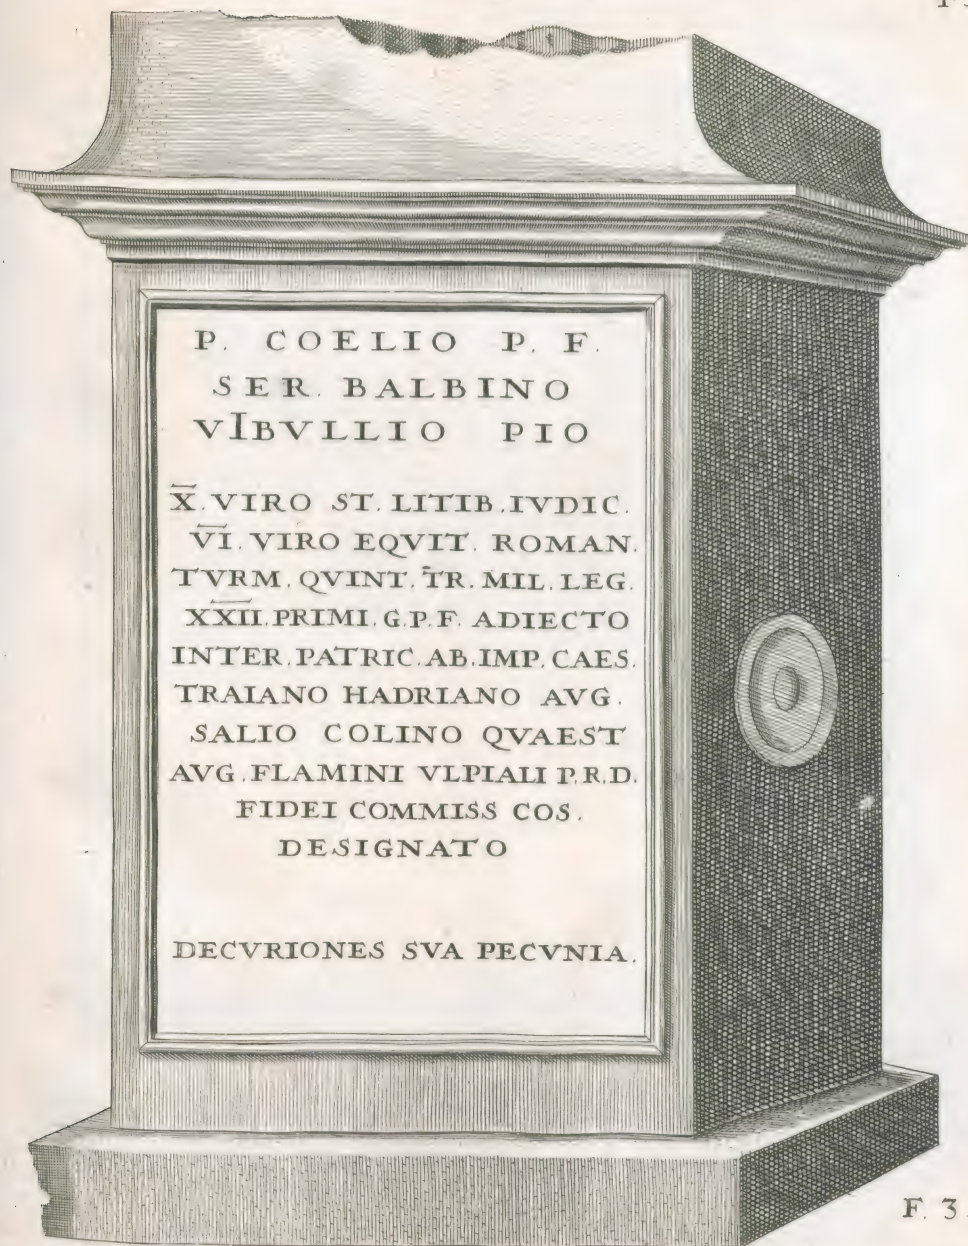 P. COELIO P. F.
SER. BALBINO
VIBVLLIO PIO
X̅. VIRO ST. LITIB. IVDIC.
V̅I̅. VIRO EQVIT. ROMAN.
TVRM. QVINT. TR. MIL. LEG.
X̅X̅I̅I̅. PRIMI. G. P. F. ADIECTO
INTER. PATRIC. AB. IMP. CAES.
TRAIANO HADRIANO AVG.
SALIO COLINO QVAEST
AVG. FLAMINI VLPIALI P. R. D.
FIDEI COMMISS COS.
DESIGNATO
DECVRIONES SVA PECVNIA.
F. 3